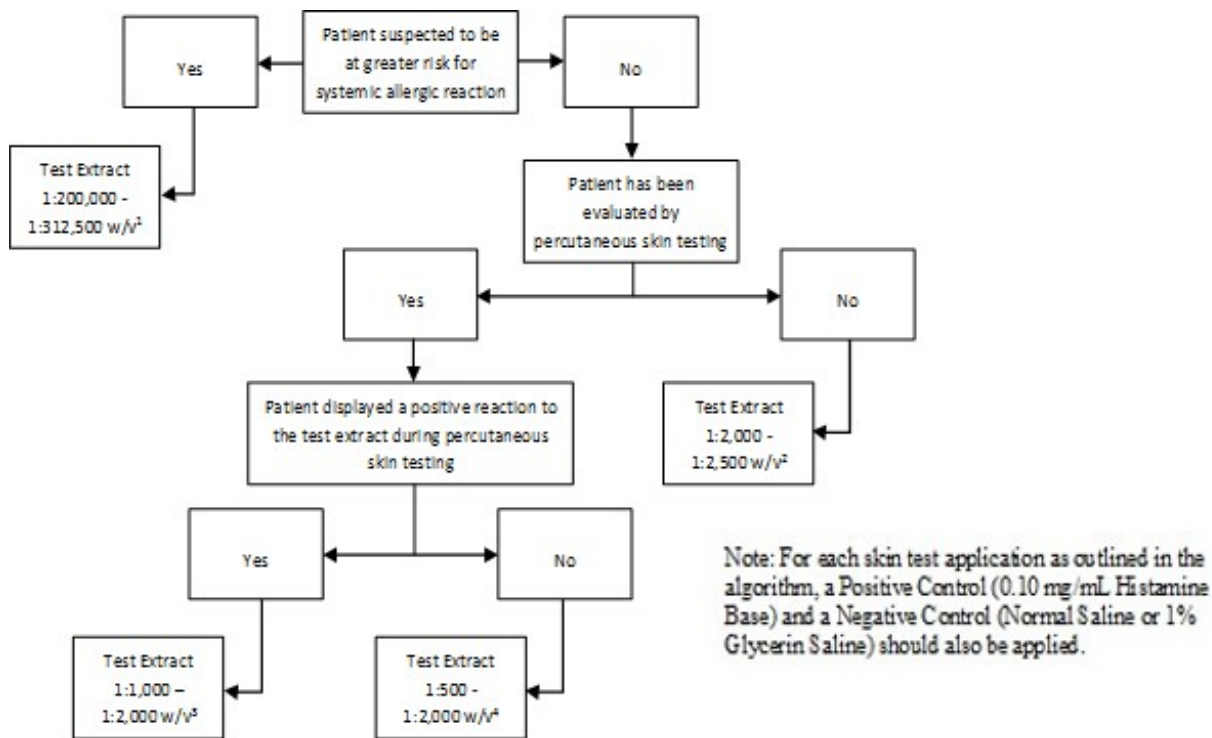 Patient suspected to be
at greater risk for
systemic allergic reaction
Yes
No
Test Extract
1:200,000 -
1:312,500 w/v¹
Patient has been
evaluated by
percutaneous skin testing
Yes
No
Patient displayed a positive reaction to
the test extract during percutaneous
skin testing
Test Extract
1:2,000 -
1:2,500 w/v²
Yes
No
Test Extract
1:1,000 –
1:2,000 w/v³
Test Extract
1:500 -
1:2,000 w/v⁴
Note: For each skin test application as outlined in the
algorithm, a Positive Control (0.10 mg/mL Histamine
Base) and a Negative Control (Normal Saline or 1%
Glycerin Saline) should also be applied.